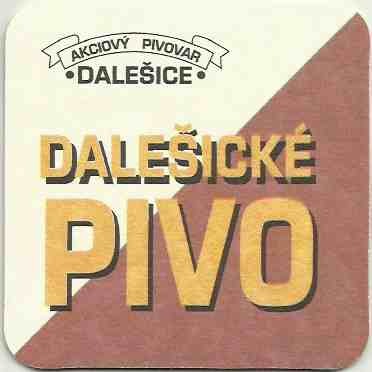 AKCIOVÝ PIVOVAR
• DALEŠICE •
DALEŠICKÉ
PIVO